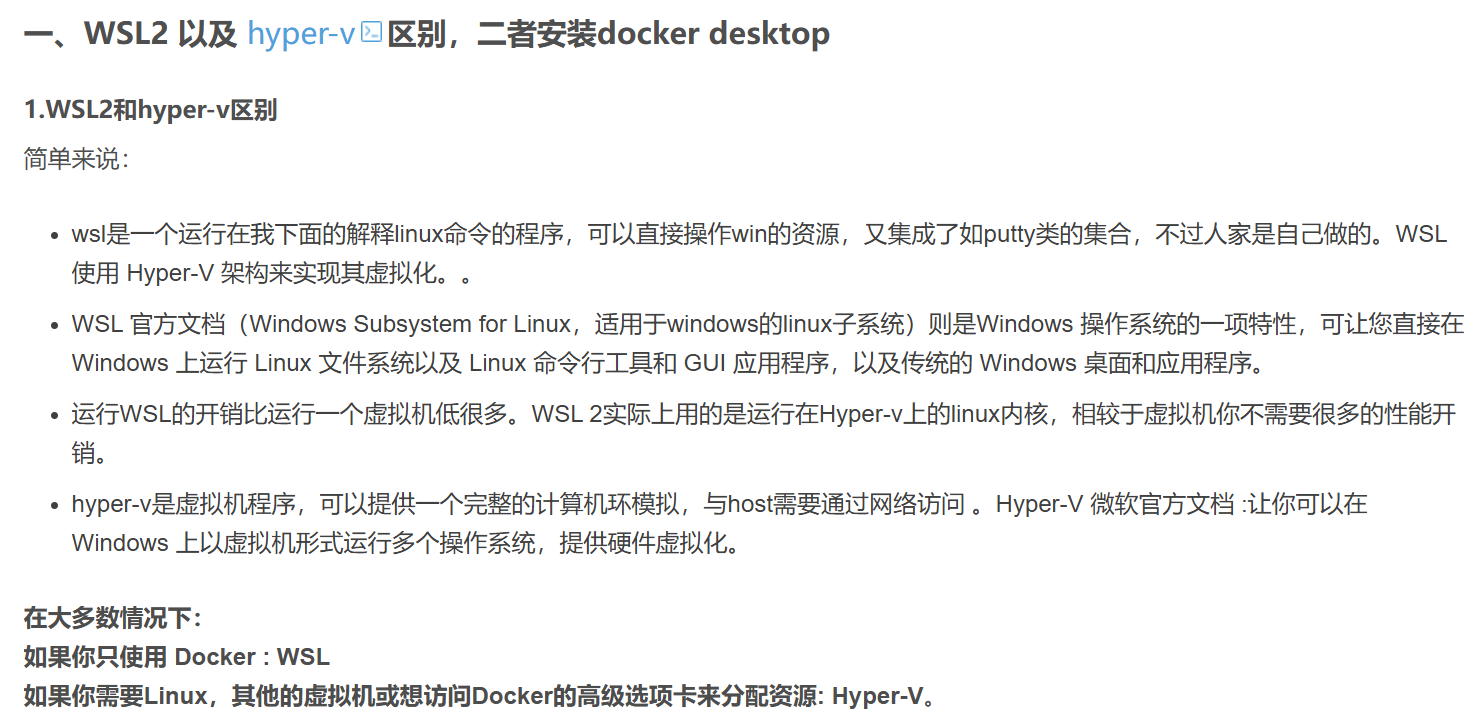 一、WSL2 以及 hyper-v区别，二者安装docker desktop
1.WSL2和hyper-v区别
简单来说：
• wsl是一个运行在我下面的解释linux命令的程序，可以直接操作win的资源，又集成了如putty类的集合，不过人家是自己做的。WSL
使用 Hyper-V 架构来实现其虚拟化。。
• WSL 官方文档（Windows Subsystem for Linux，适用于windows的linux子系统）则是Windows 操作系统的一项特性，可让您直接在
Windows 上运行 Linux 文件系统以及 Linux 命令行工具和 GUI 应用程序，以及传统的 Windows 桌面和应用程序。
• 运行WSL的开销比运行一个虚拟机低很多。WSL 2实际上用的是运行在Hyper-v上的linux内核，相较于虚拟机你不需要很多的性能开
销。
• hyper-v是虚拟机程序，可以提供一个完整的计算机环模拟，与host需要通过网络访问 。Hyper-V 微软官方文档 :让你可以在
Windows 上以虚拟机形式运行多个操作系统，提供硬件虚拟化。
在大多数情况下：
如果你只使用 Docker : WSL
如果你需要Linux，其他的虚拟机或想访问Docker的高级选项卡来分配资源: Hyper-V。